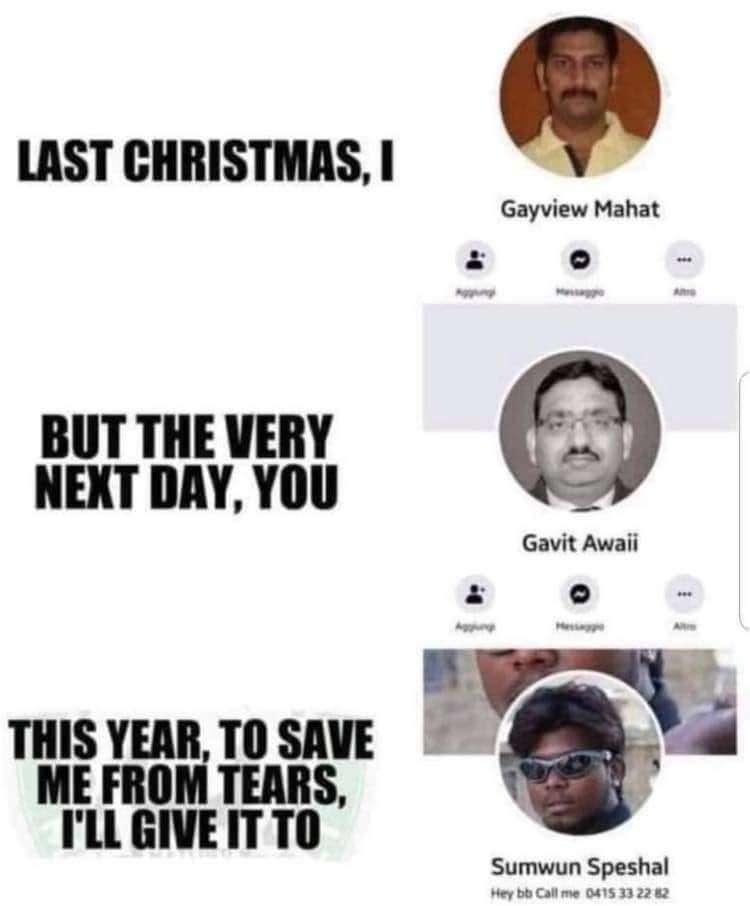 LAST CHRISTMAS, I
Gayview Mahat
Aggiungi
Messaggio
Altro
BUT THE VERY
NEXT DAY, YOU
Gavit Awaii
Aggiungi
Messaggio
Altro
THIS YEAR, TO SAVE
ME FROM TEARS,
I'LL GIVE IT TO
Sumwun Speshal
Hey bb Call me 0415 33 22 82